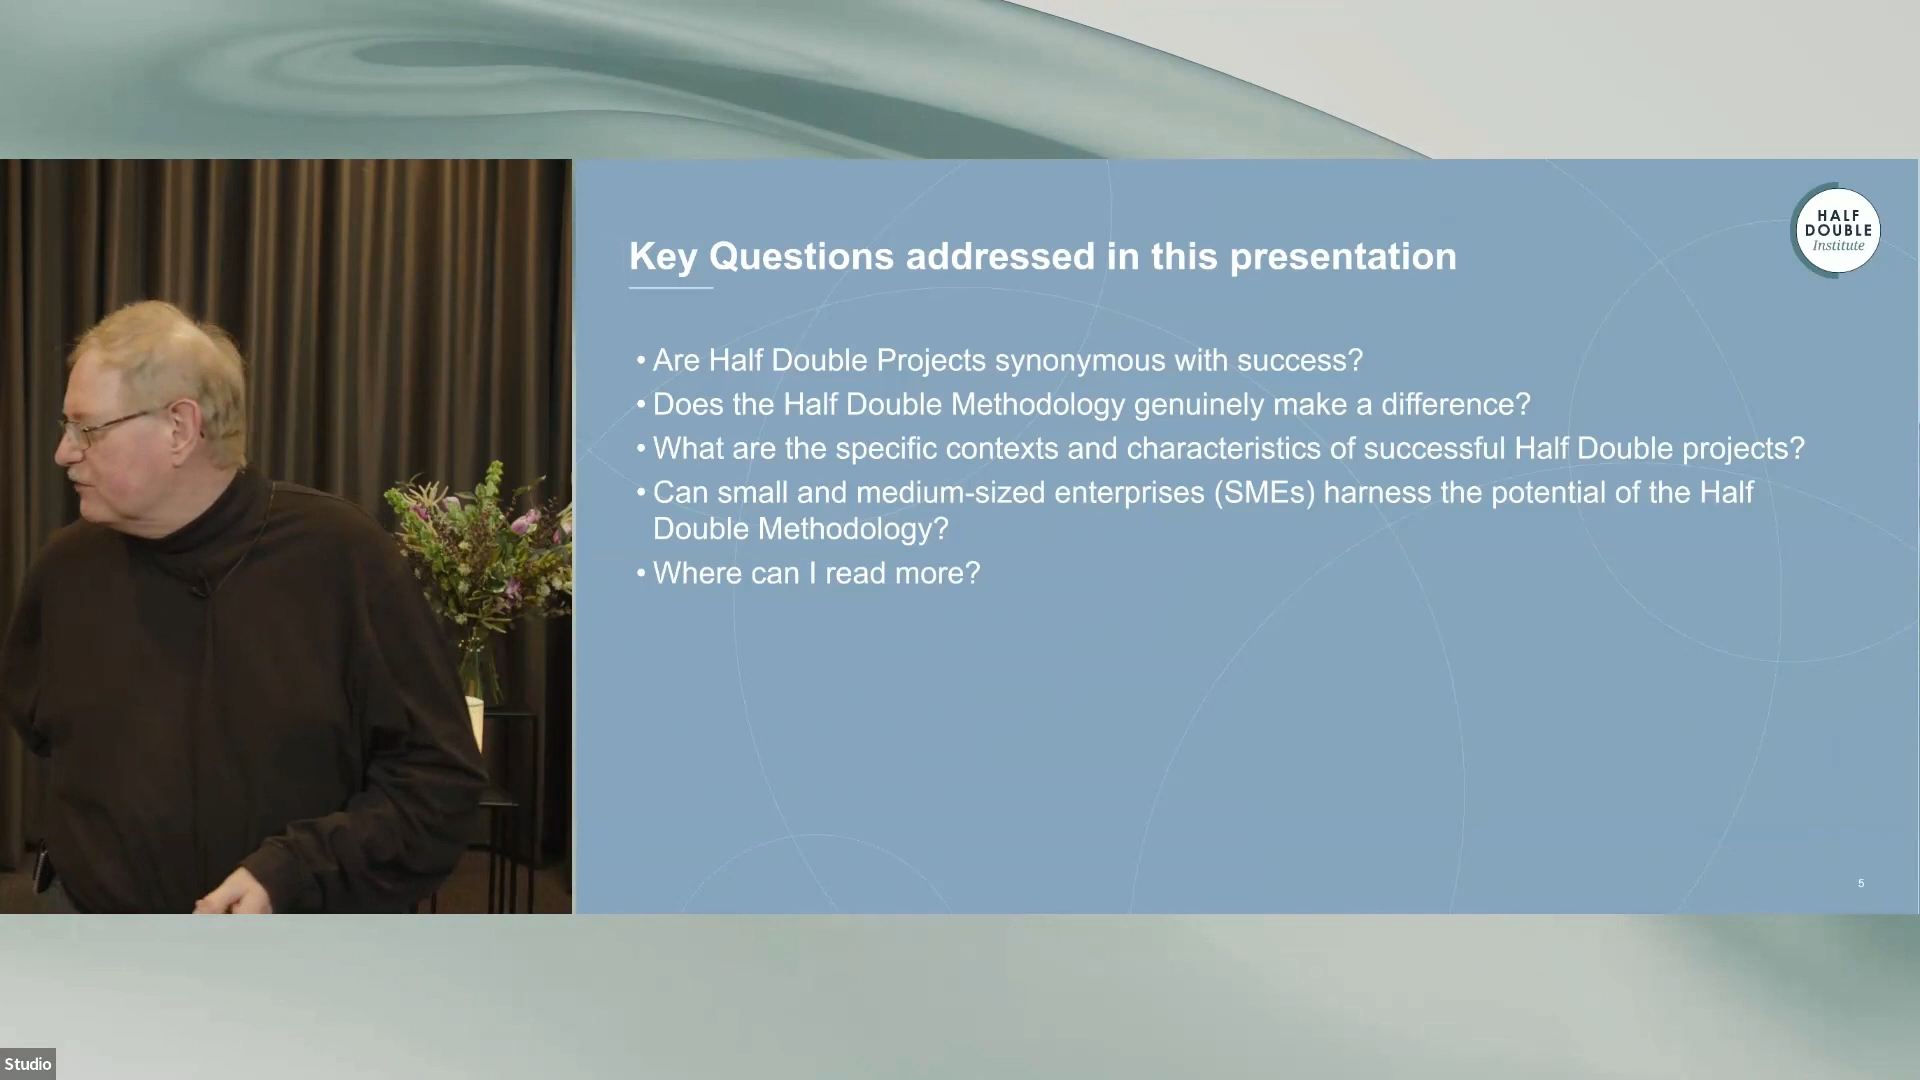 HALF
DOUBLE
Institute
Key Questions addressed in this presentation
• Are Half Double Projects synonymous with success?
• Does the Half Double Methodology genuinely make a difference?
• What are the specific contexts and characteristics of successful Half Double projects?
• Can small and medium-sized enterprises (SMEs) harness the potential of the Half
Double Methodology?
• Where can I read more?
5
Studio